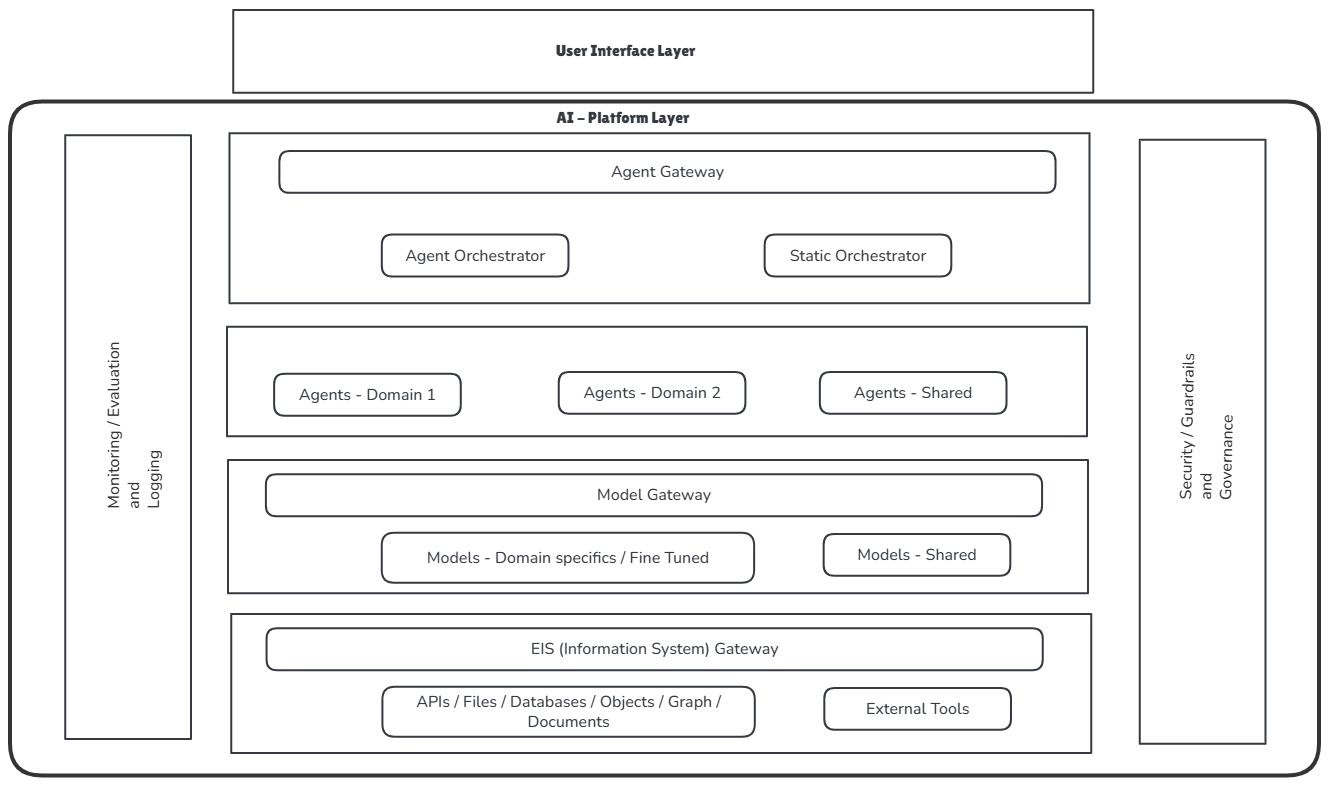 User Interface Layer
AI – Platform Layer
Agent Gateway
Agent Orchestrator
Static Orchestrator
Agents - Domain 1
Agents - Domain 2
Agents - Shared
Model Gateway
Models - Domain specifics / Fine Tuned
Models - Shared
EIS (Information System) Gateway
APIs / Files / Databases / Objects / Graph /
Documents
External Tools
Monitoring / Evaluation
and
Logging
Security / Guardrails
and
Governance